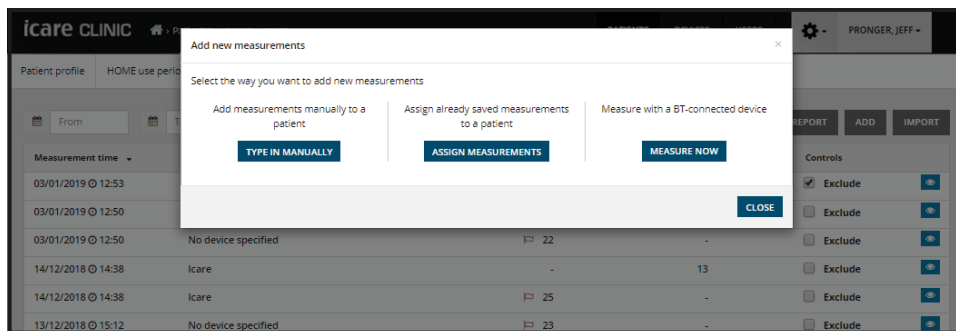 icare CLINIC
PRONGER, JEFF
Patient profile HOME use perio
Add new measurements
×
Select the way you want to add new measurements
Add measurements manually to a
patient
TYPE IN MANUALLY
Assign already saved measurements
to a patient
ASSIGN MEASUREMENTS
Measure with a BT-connected device
MEASURE NOW
CLOSE
From
REPORT ADD IMPORT
Measurement time Controls
03/01/2019 12:53 Exclude
03/01/2019 12:50 Exclude
03/01/2019 12:50 No device specified 22 - Exclude
14/12/2018 14:38 Icare - 13 Exclude
14/12/2018 14:38 Icare 25 - Exclude
13/12/2018 15:12 No device specified 23 - Exclude